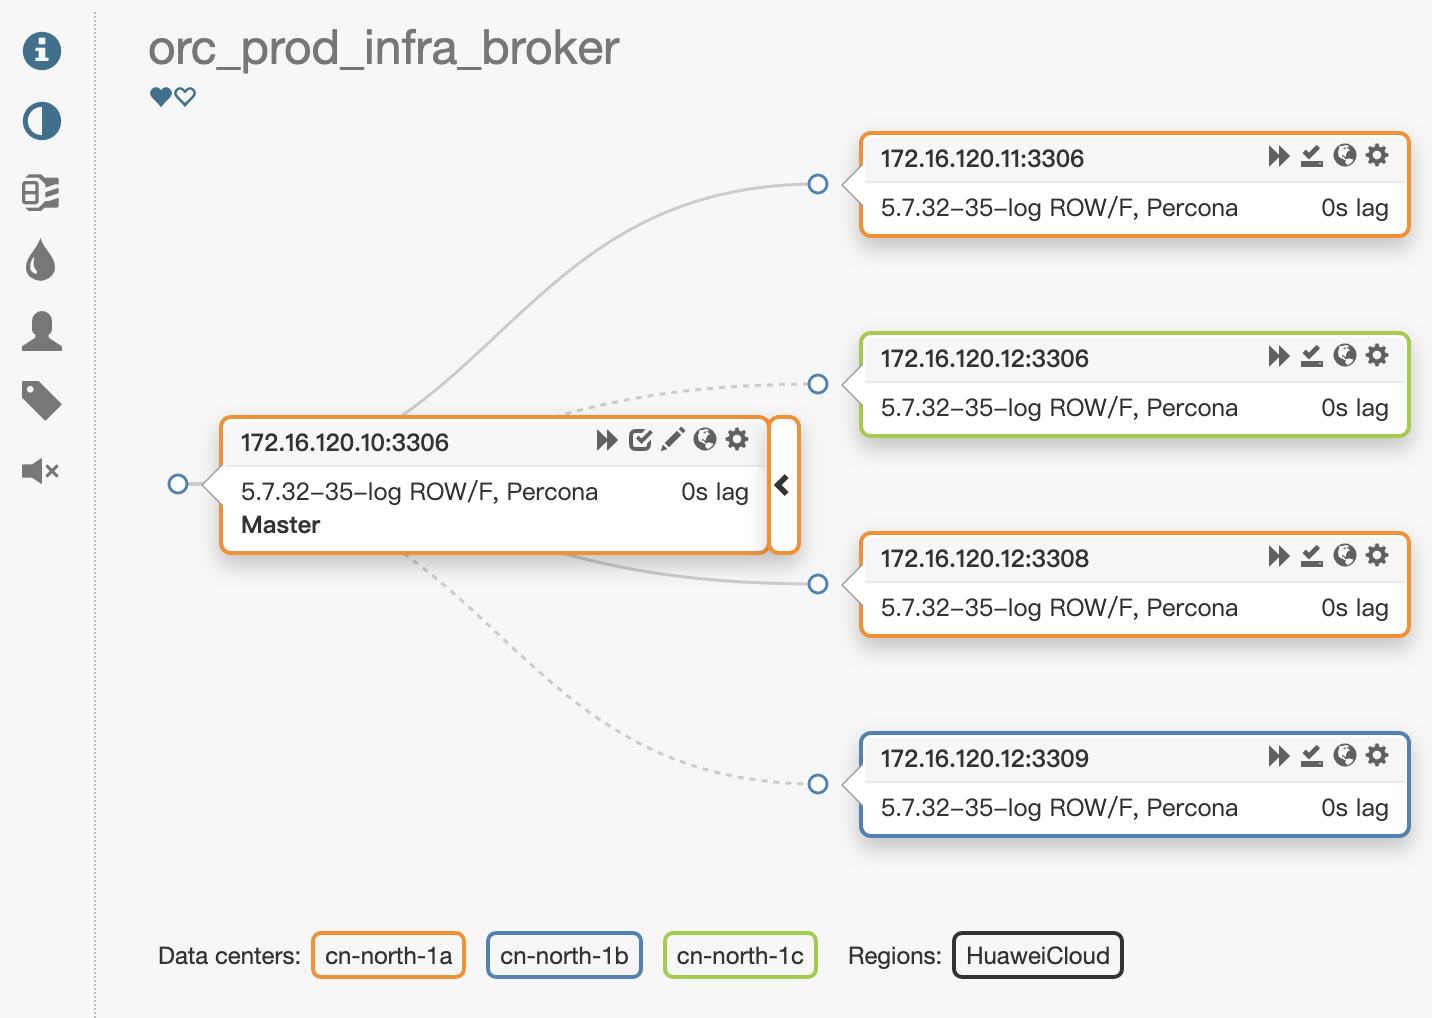 orc_prod_infra_broker
172.16.120.11:3306
5.7.32-35-log ROW/F, Percona 0s lag
172.16.120.12:3306
5.7.32-35-log ROW/F, Percona 0s lag
172.16.120.10:3306
5.7.32-35-log ROW/F, Percona 0s lag
Master
172.16.120.12:3308
5.7.32-35-log ROW/F, Percona 0s lag
172.16.120.12:3309
5.7.32-35-log ROW/F, Percona 0s lag
Data centers: cn-north-1a cn-north-1b cn-north-1c Regions: HuaweiCloud